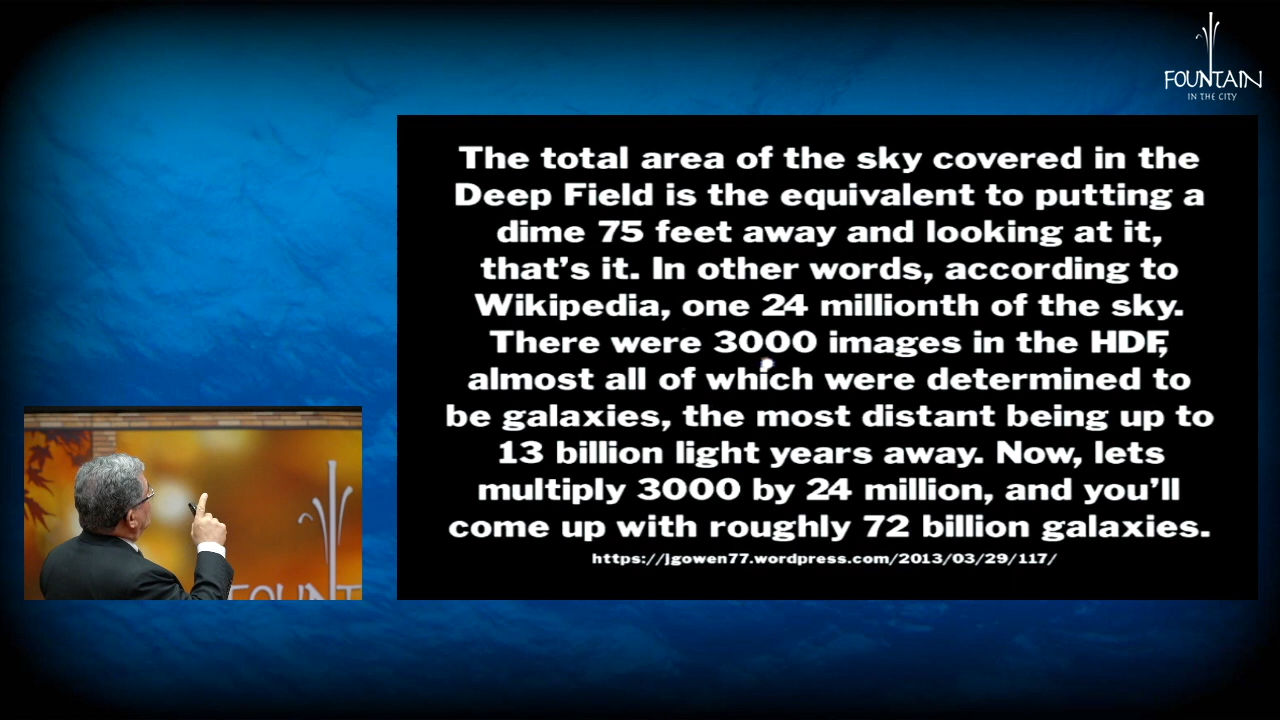 FOUNTAIN
IN THE CITY
The total area of the sky covered in the
Deep Field is the equivalent to putting a
dime 75 feet away and looking at it,
that's it. In other words, according to
Wikipedia, one 24 millionth of the sky.
There were 3000 images in the HDF,
almost all of which were determined to
be galaxies, the most distant being up to
13 billion light years away. Now, lets
multiply 3000 by 24 million, and you'll
come up with roughly 72 billion galaxies.
https://jgowen77.wordpress.com/2013/03/29/117/
FOUNT